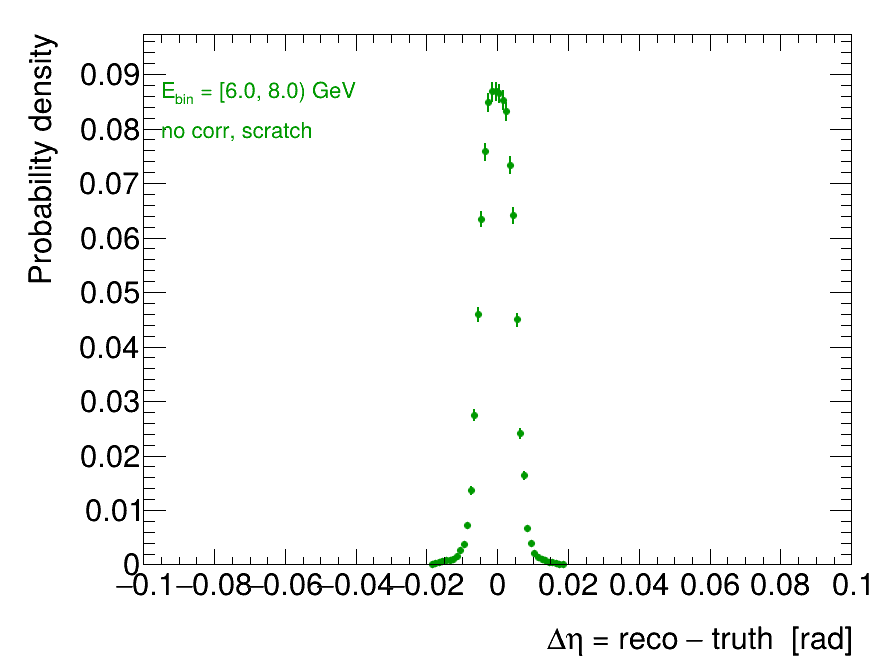 Probability density
0.09
0.08
0.07
0.06
0.05
0.04
0.03
0.02
0.01
0
E_bin = [6.0, 8.0) GeV
no corr, scratch
−0.1 −0.08 −0.06 −0.04 −0.02 0 0.02 0.04 0.06 0.08 0.1
Δη = reco − truth [rad]